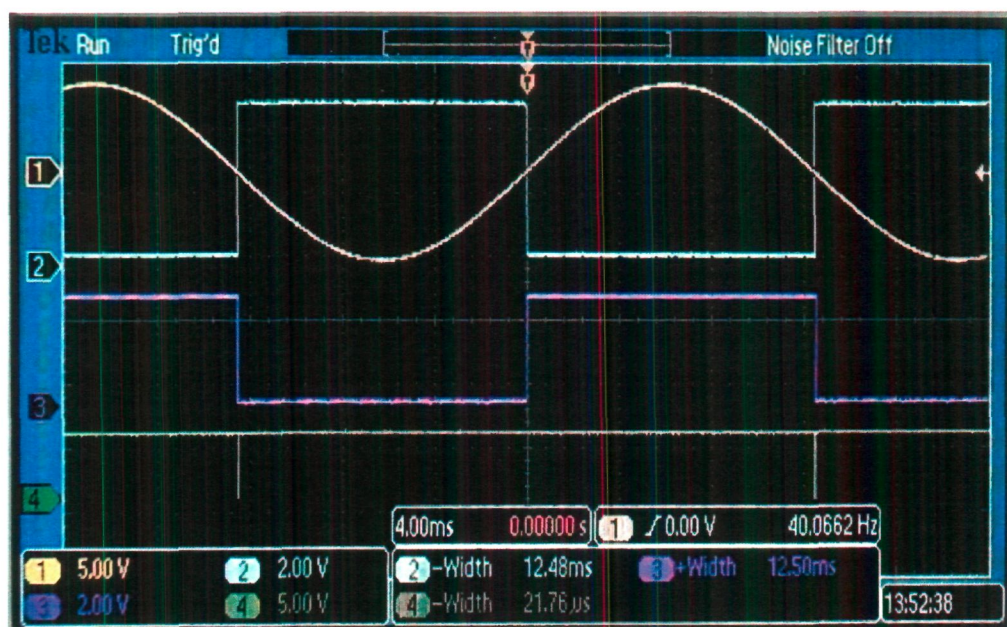 Tek Run Trig'd Noise Filter Off
T
T
1
2
3
4
4.00ms 0.00000 s 1 / 0.00 V 40.0662 Hz
1 5.00 V 2 2.00 V 2 -Width 12.48ms 3 +Width 12.50ms
3 2.00 V 4 5.00 V 4 -Width 21.76µs 13:52:38